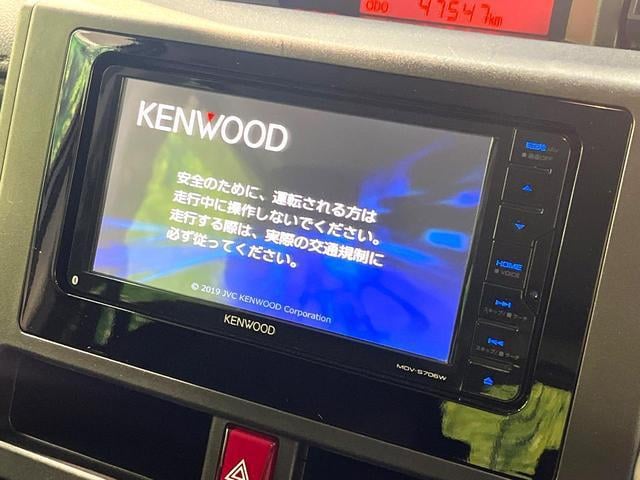 ODO 47547km
KENWOOD
安全のために、運転される方は
走行中に操作しないでください。
走行する際は、実際の交通規制に
必ず従ってください。
© 2019 JVC KENWOOD Corporation
KENWOOD
MDV-S706W
HOME
VOICE